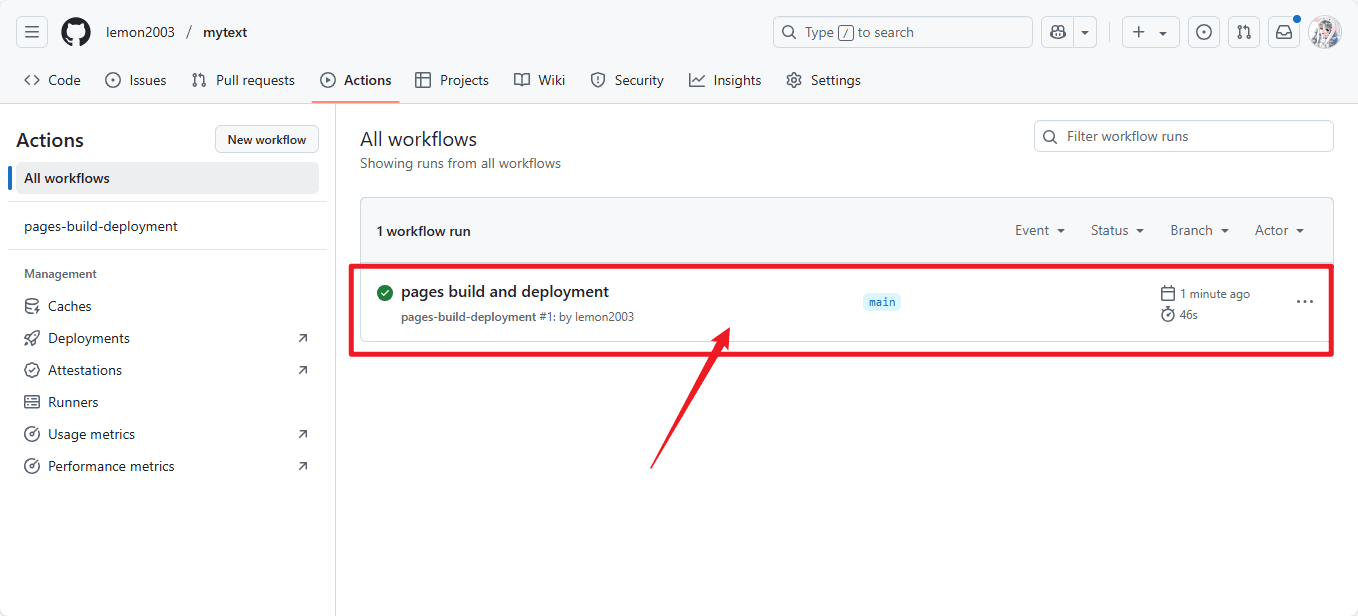 lemon2003 / mytext
Type / to search
Code Issues Pull requests Actions Projects Wiki Security Insights Settings
Actions
New workflow
All workflows
pages-build-deployment
Management
Caches
Deployments
Attestations
Runners
Usage metrics
Performance metrics
All workflows
Showing runs from all workflows
Filter workflow runs
1 workflow run
Event Status Branch Actor
pages build and deployment
pages-build-deployment #1: by lemon2003
main
1 minute ago
46s